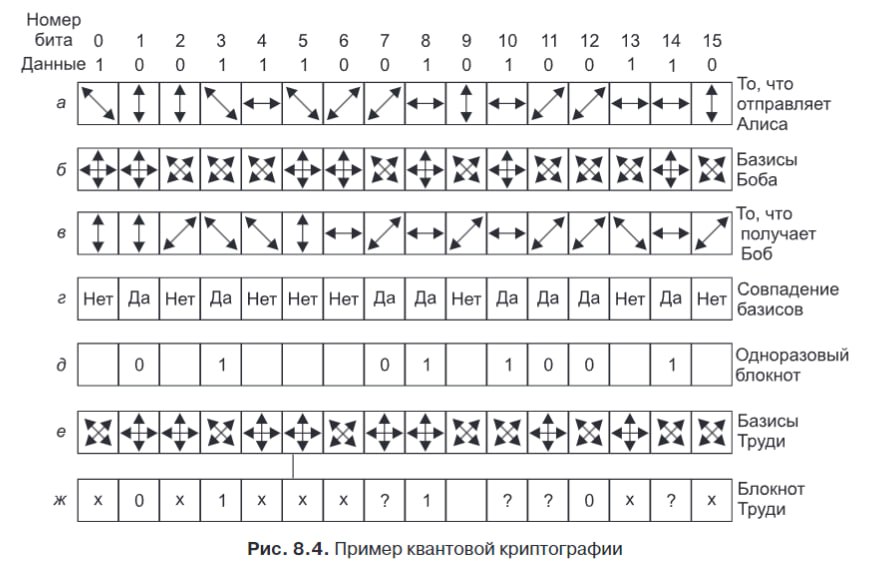 Номер
бита 0 1 2 3 4 5 6 7 8 9 10 11 12 13 14 15
Данные 1 0 0 1 1 1 0 0 1 0 1 0 0 1 1 0
а То, что
отправляет
Алиса
б Базисы
Боба
в То, что
получает
Боб
г Нет Да Нет Да Нет Нет Нет Да Да Нет Да Да Да Нет Да Нет Совпадение
базисов
д 0 1 0 1 1 0 0 1 Одноразовый
блокнот
е Базисы
Труди
ж x 0 x 1 x x x ? 1 ? ? 0 x ? x Блокнот
Труди
Рис. 8.4. Пример квантовой криптографии